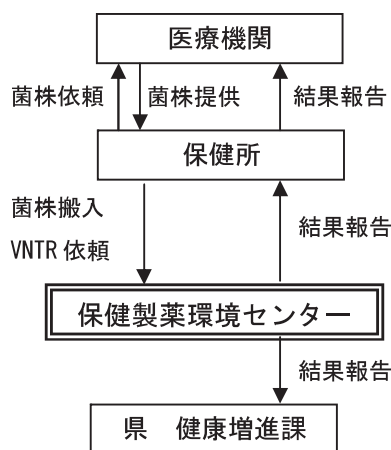 医療機関
菌株依頼 菌株提供 結果報告
保健所
菌株搬入
VNTR 依頼
結果報告
保健製薬環境センター
結果報告
県 健康増進課